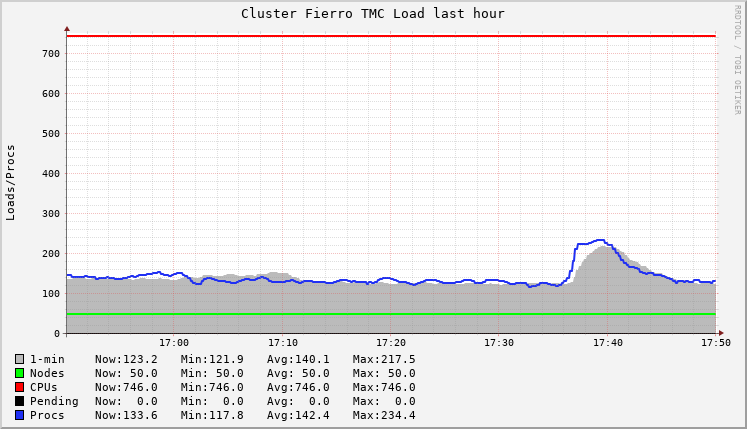 Cluster Fierro TMC Load last hour
RRDTOOL / TOBI OETIKER
Loads/Procs
700
600
500
400
300
200
100
0
17:00 17:10 17:20 17:30 17:40 17:50
1-min Now:123.2 Min:121.9 Avg:140.1 Max:217.5
Nodes Now: 50.0 Min: 50.0 Avg: 50.0 Max: 50.0
CPUs Now:746.0 Min:746.0 Avg:746.0 Max:746.0
Pending Now: 0.0 Min: 0.0 Avg: 0.0 Max: 0.0
Procs Now:133.6 Min:117.8 Avg:142.4 Max:234.4